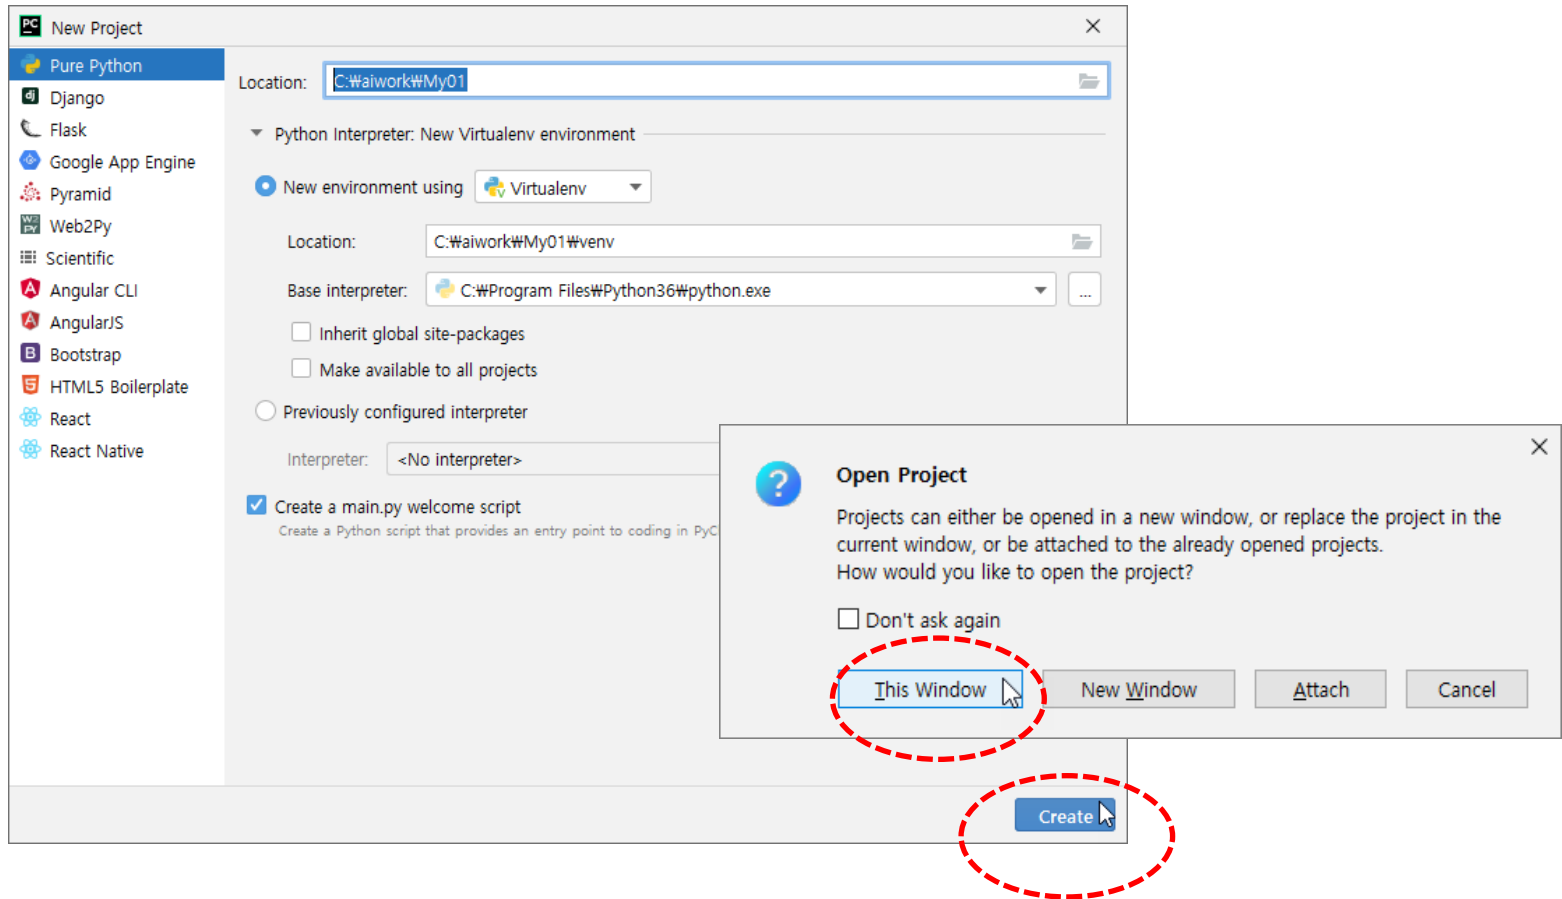 New Project
Pure Python
Django
Flask
Google App Engine
Pyramid
Web2Py
Scientific
Angular CLI
AngularJS
Bootstrap
HTML5 Boilerplate
React
React Native
Location: C:₩aiwork₩My01
Python Interpreter: New Virtualenv environment
New environment using Virtualenv
Location: C:₩aiwork₩My01₩venv
Base interpreter: C:₩Program Files₩Python36₩python.exe ...
Inherit global site-packages
Make available to all projects
Previously configured interpreter
Interpreter: <No interpreter>
Create a main.py welcome script
Create a Python script that provides an entry point to coding in PyC
Create
Open Project
Projects can either be opened in a new window, or replace the project in the
current window, or be attached to the already opened projects.
How would you like to open the project?
Don't ask again
This Window New Window Attach Cancel